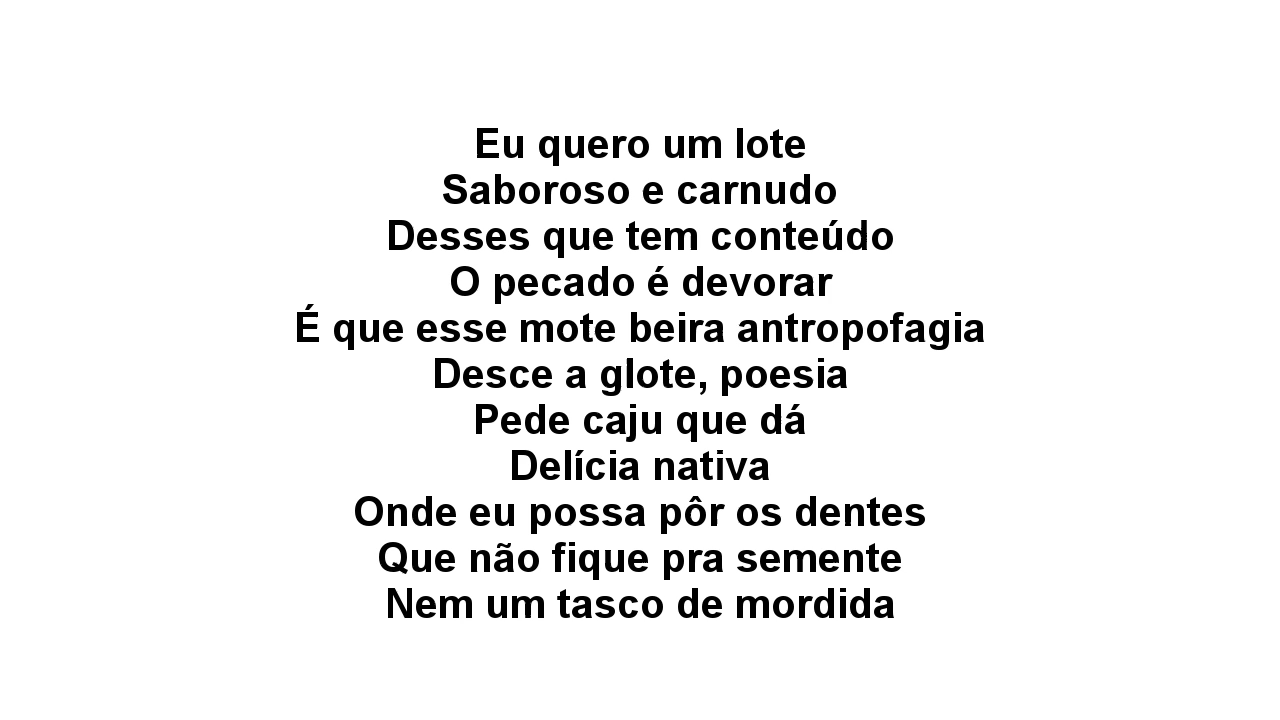 Eu quero um lote
Saboroso e carnudo
Desses que tem conteúdo
O pecado é devorar
É que esse mote beira antropofagia
Desce a glote, poesia
Pede caju que dá
Delícia nativa
Onde eu possa pôr os dentes
Que não fique pra semente
Nem um tasco de mordida